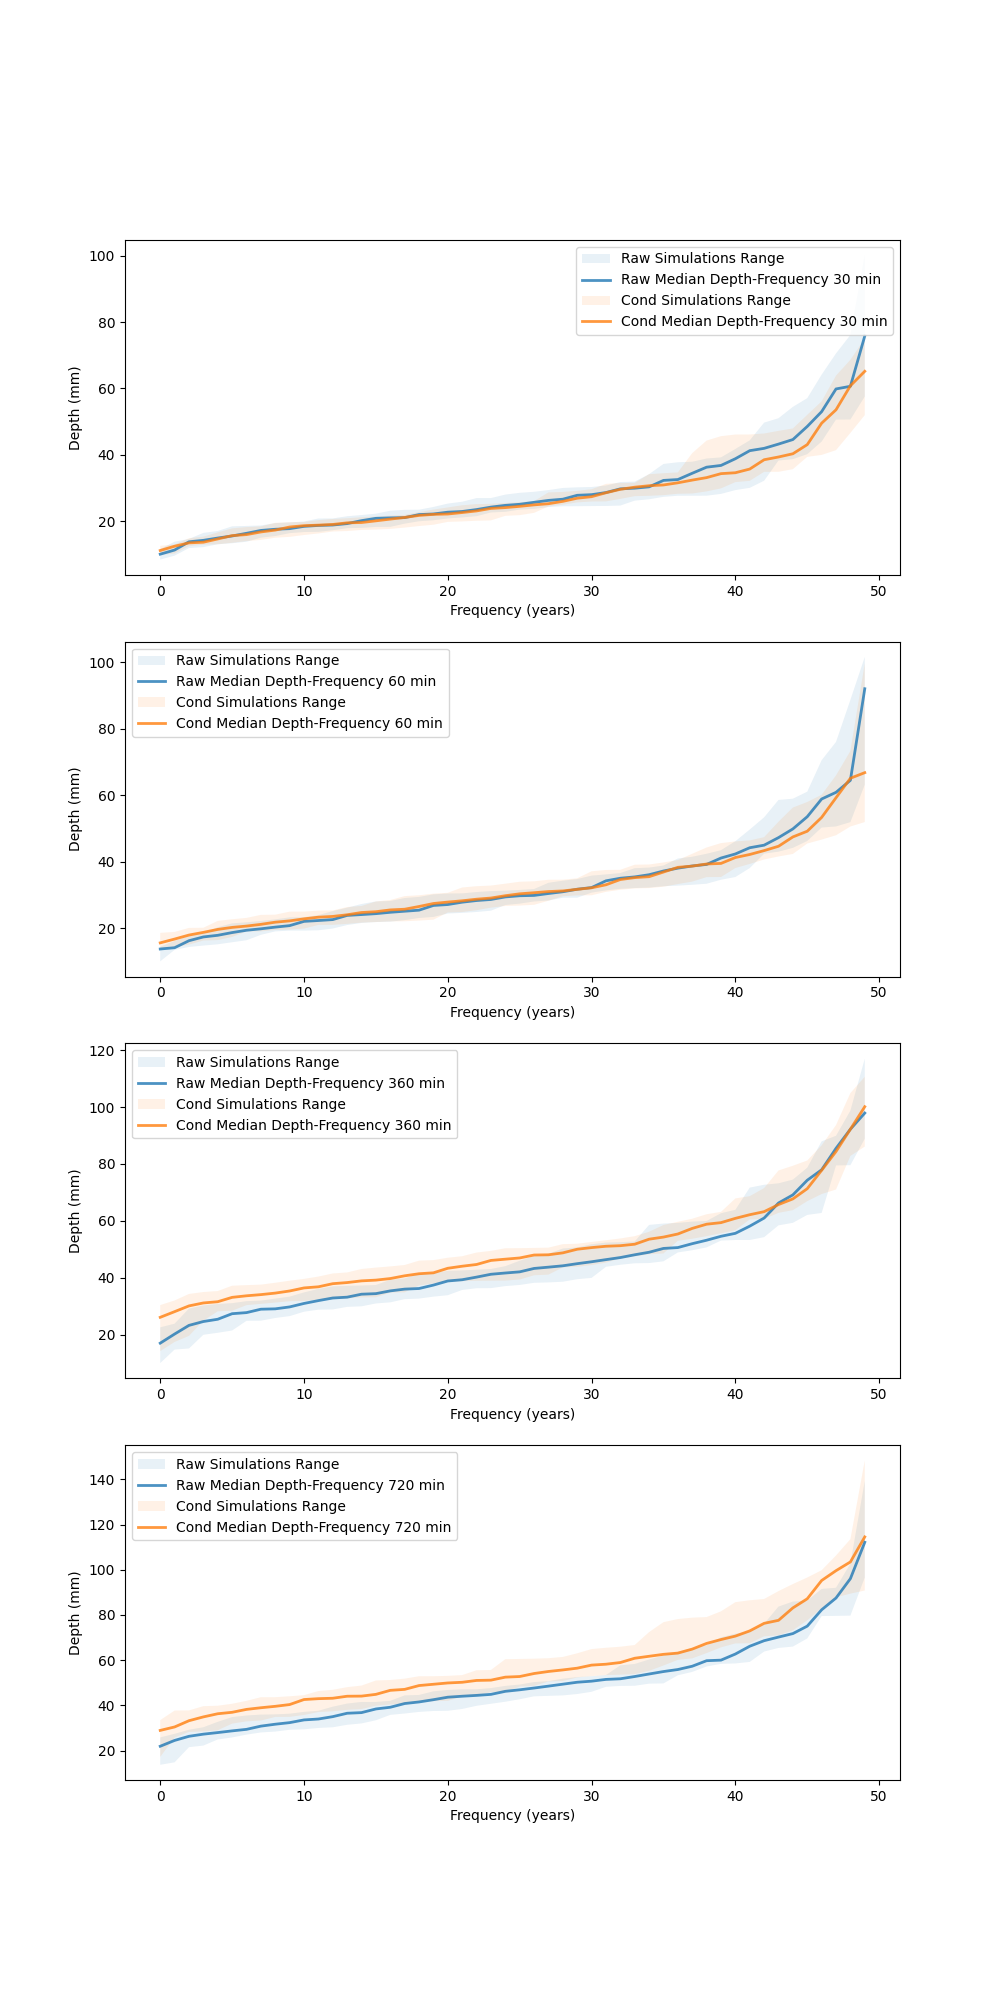 100
80
60
40
20
Depth (mm)
Raw Simulations Range
Raw Median Depth-Frequency 30 min
Cond Simulations Range
Cond Median Depth-Frequency 30 min
0 10 20 30 40 50
Frequency (years)
100
80
60
40
20
Depth (mm)
Raw Simulations Range
Raw Median Depth-Frequency 60 min
Cond Simulations Range
Cond Median Depth-Frequency 60 min
0 10 20 30 40 50
Frequency (years)
120
100
80
60
40
20
Depth (mm)
Raw Simulations Range
Raw Median Depth-Frequency 360 min
Cond Simulations Range
Cond Median Depth-Frequency 360 min
0 10 20 30 40 50
Frequency (years)
140
120
100
80
60
40
20
Depth (mm)
Raw Simulations Range
Raw Median Depth-Frequency 720 min
Cond Simulations Range
Cond Median Depth-Frequency 720 min
0 10 20 30 40 50
Frequency (years)